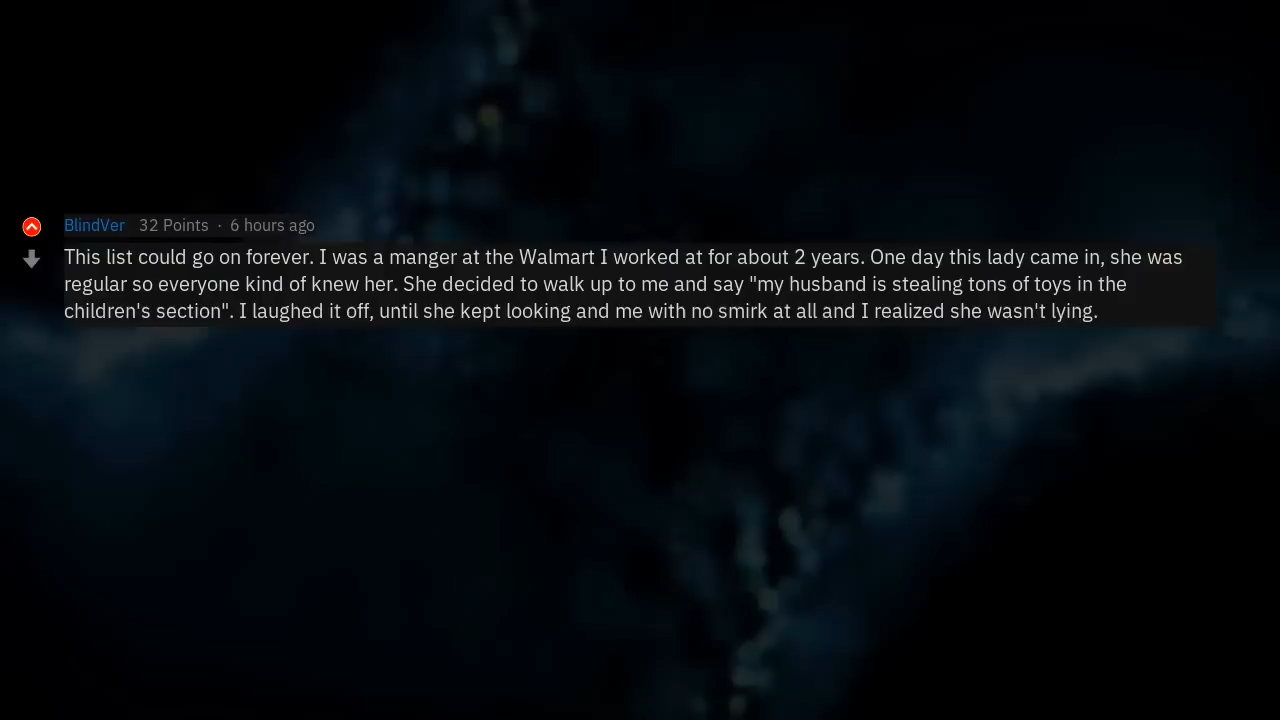 BlindVer 32 Points · 6 hours ago
This list could go on forever. I was a manger at the Walmart I worked at for about 2 years. One day this lady came in, she was
regular so everyone kind of knew her. She decided to walk up to me and say "my husband is stealing tons of toys in the
children's section". I laughed it off, until she kept looking and me with no smirk at all and I realized she wasn't lying.